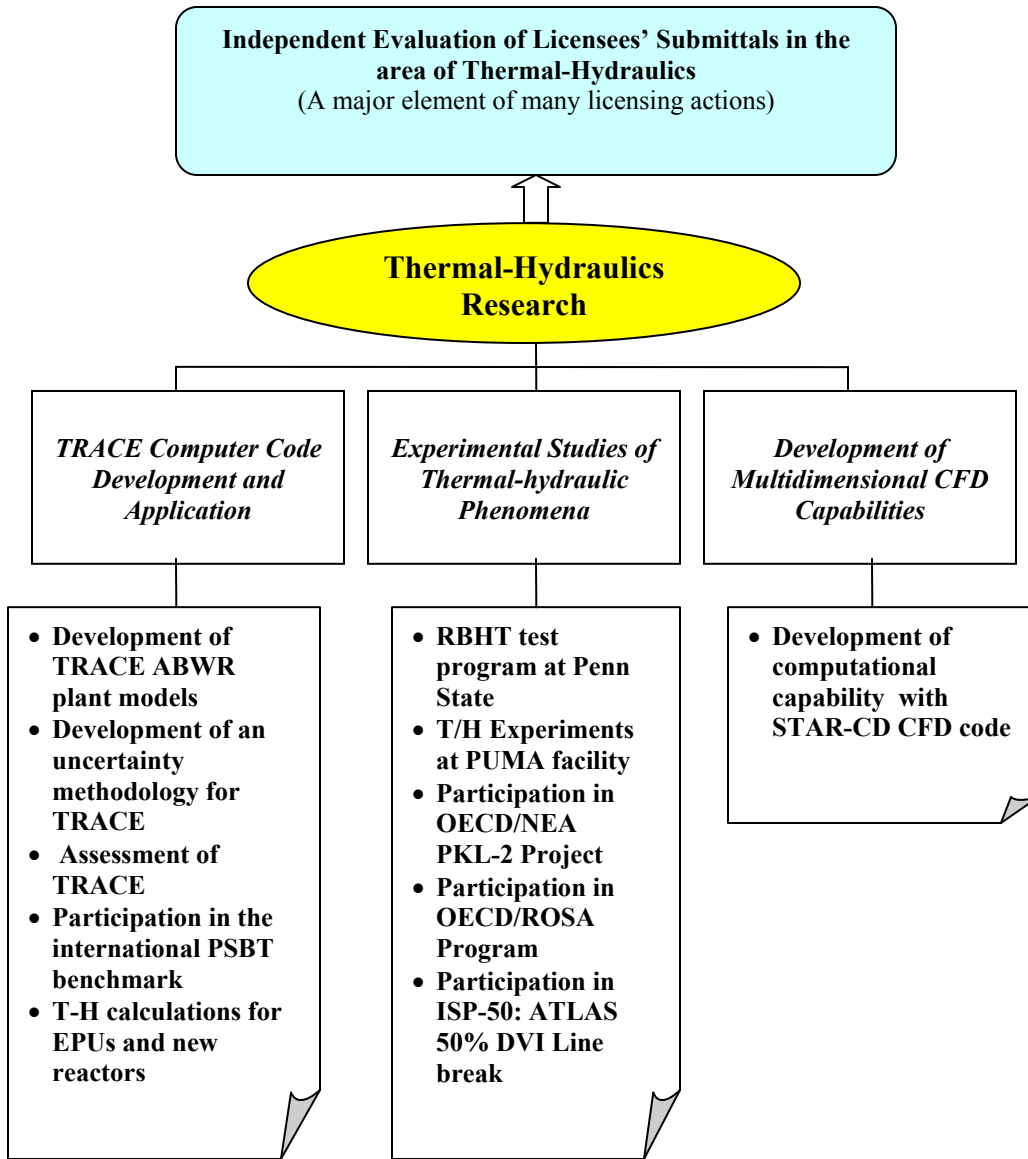 Independent Evaluation of Licensees’ Submittals in the
area of Thermal-Hydraulics
(A major element of many licensing actions)
Thermal-Hydraulics
Research
TRACE Computer Code
Development and
Application
Experimental Studies of
Thermal-hydraulic
Phenomena
Development of
Multidimensional CFD
Capabilities
• Development of
TRACE ABWR
plant models
• Development of an
uncertainty
methodology for
TRACE
• Assessment of
TRACE
• Participation in the
international PSBT
benchmark
• T-H calculations for
EPUs and new
reactors
• RBHT test
program at Penn
State
• T/H Experiments
at PUMA facility
• Participation in
OECD/NEA
PKL-2 Project
• Participation in
OECD/ROSA
Program
• Participation in
ISP-50: ATLAS
50% DVI Line
break
• Development of
computational
capability with
STAR-CD CFD code